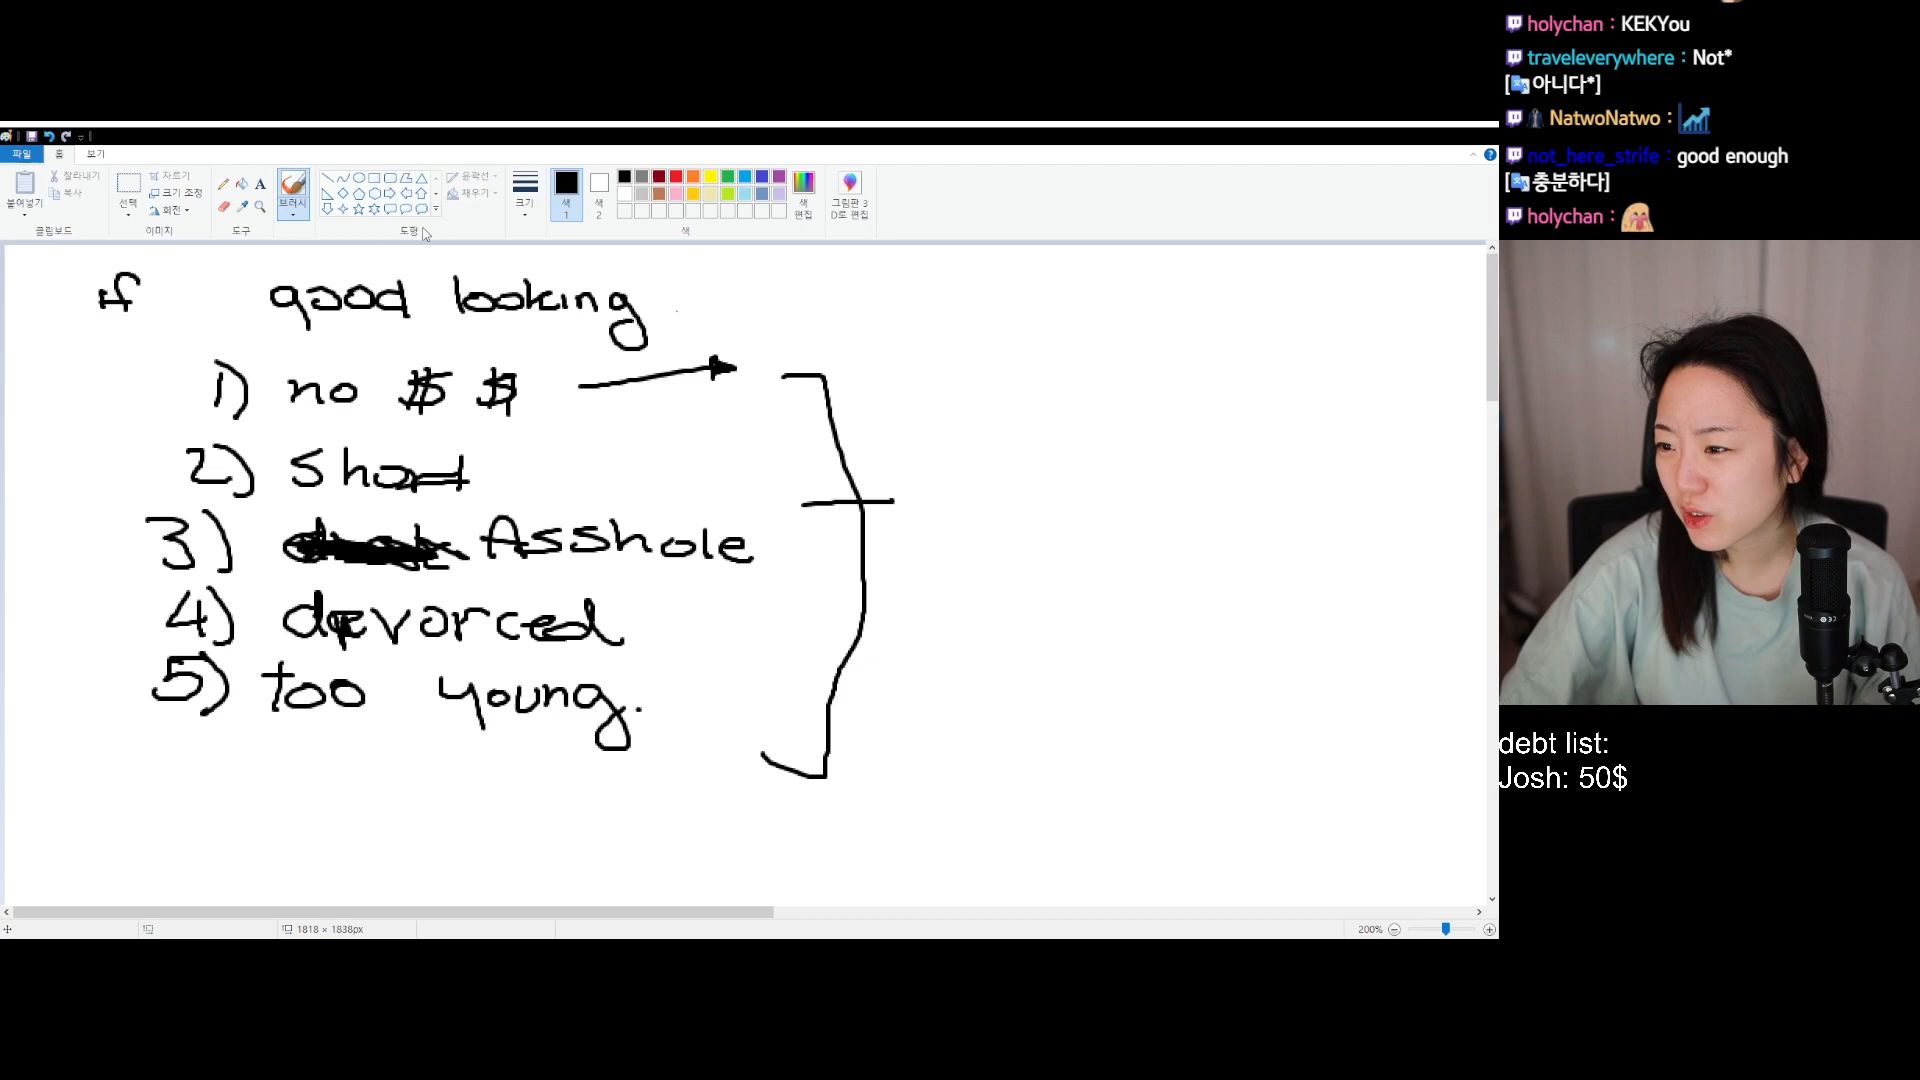 holychan : KEKYou
traveleverywhere : Not*
[아니다*]
NatwoNatwo :
not_here_strife : good enough
[충분하다]
holychan :
파일 홈 보기
붙여넣기
잘라내기
복사
클립보드
선택
자르기
크기 조정
회전
이미지
A
도구
브러시
윤곽선
채우기
도형
크기
색 1
색 2
색
색 편집
그림판 3D로 편집
if good looking
1) no $ $
2) short
3) Asshole
4) devorced
5) too young.
1818 × 1838px
200%
debt list:
Josh: 50$